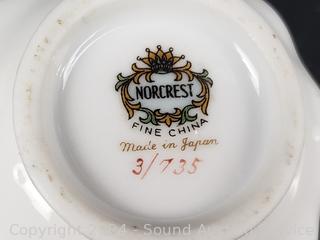 NORCREST
FINE CHINA
Made in Japan
3/735
Copyright 2024 - Sound Auction Service